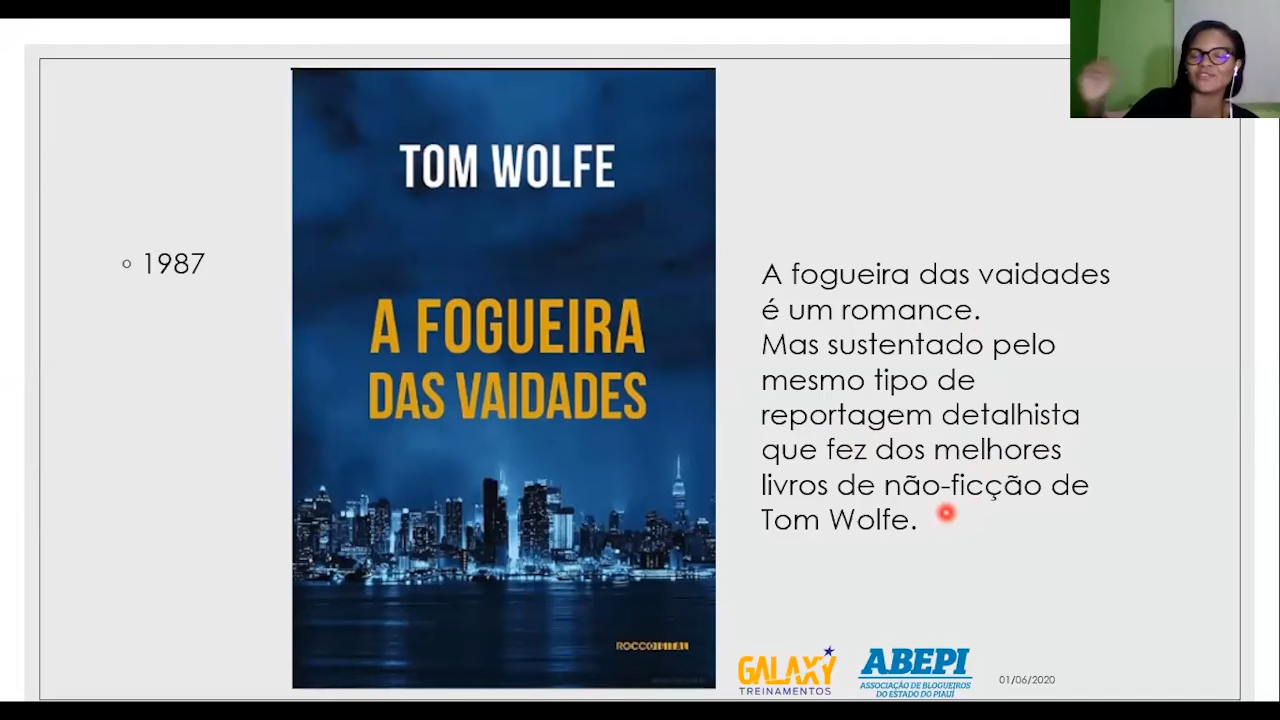 1987
TOM WOLFE
A FOGUEIRA
DAS VAIDADES
ROCCODIGITAL
A fogueira das vaidades
é um romance.
Mas sustentado pelo
mesmo tipo de
reportagem detalhista
que fez dos melhores
livros de não-ficção de
Tom Wolfe.
GALAXY
TREINAMENTOS
ABEPI
ASSOCIAÇÃO DE BLOGUEIROS
DO ESTADO DO PIAUÍ
01/06/2020